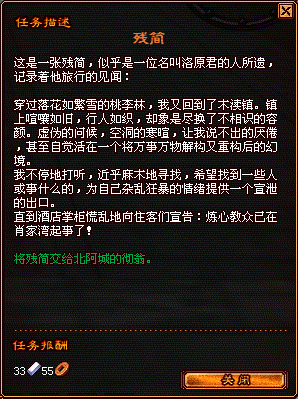 任务描述
残简
这是一张残简，似乎是一位名叫洛原君的人所遗，
记录着他旅行的见闻：
穿过落花如繁雪的桃李林，我又回到了木渎镇。镇
上喧嚷如旧，行人如织，却象是尽换了不相识的容
颜。虚伪的问候，空洞的寒喧，让我说不出的厌倦
，甚至自觉活在一个将万事万物解构又重构后的幻
境。
我不停地打听，近乎麻木地寻找，希望找到一些人
或事什么的，为自己杂乱狂暴的情绪提供一个宣泄
的出口。
直到酒店掌柜慌乱地向住客们宣告：炼心教众已在
肖家湾起事了！
将残简交给北阿城的彻翁。
任务报酬
33 55
关闭